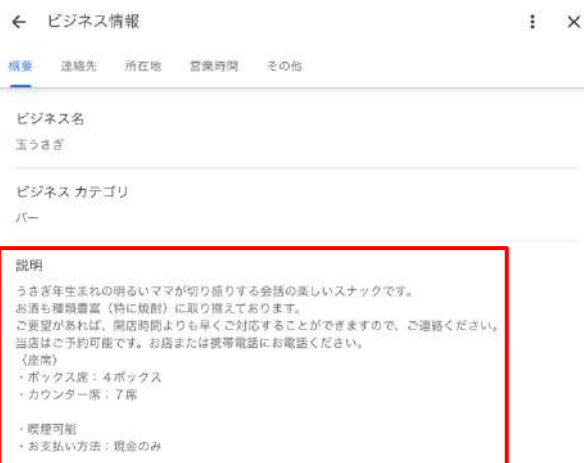 ビジネス情報
概要 連絡先 所在地 営業時間 その他
ビジネス名
玉うさぎ
ビジネス カテゴリ
バー
説明
うさぎ年生まれの明るいママが切り盛りする会話の楽しいスナックです。
お酒も種類豊富（特に焼酎）に取り揃えております。
ご要望があれば、開店時間よりも早くご対応することができますので、ご連絡ください。
当店はご予約可能です。お店または携帯電話にお電話ください。
〈座席〉
・ボックス席：４ボックス
・カウンター席：７席
・喫煙可能
・お支払い方法：現金のみ